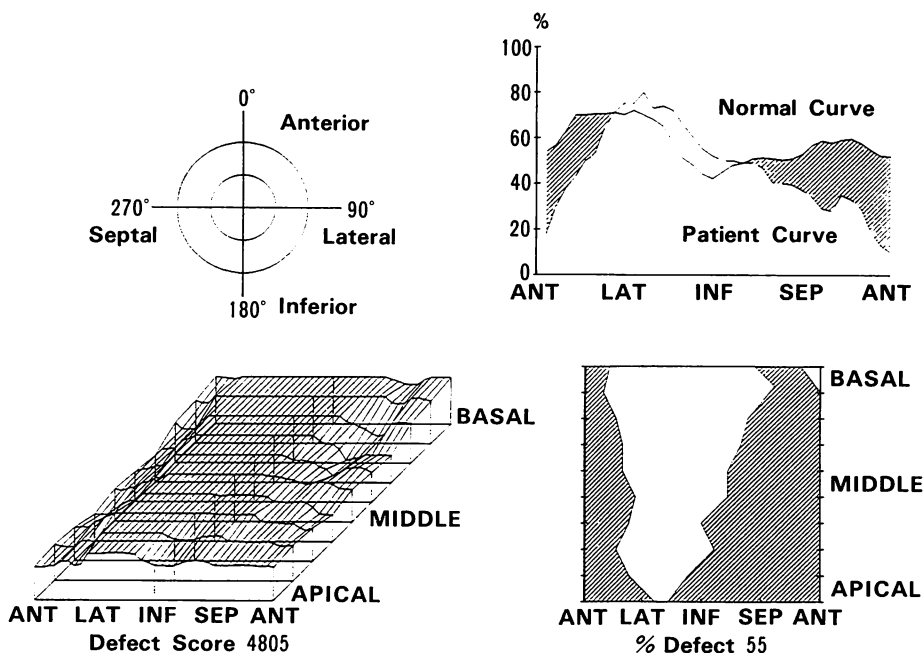 0°
Anterior
270°
90°
Septal
Lateral
180° Inferior
%
100
80
60
40
20
0
Normal Curve
Patient Curve
ANT LAT INF SEP ANT
BASAL
MIDDLE
APICAL
ANT LAT INF SEP ANT
Defect Score 4805
BASAL
MIDDLE
APICAL
ANT LAT INF SEP ANT
% Defect 55